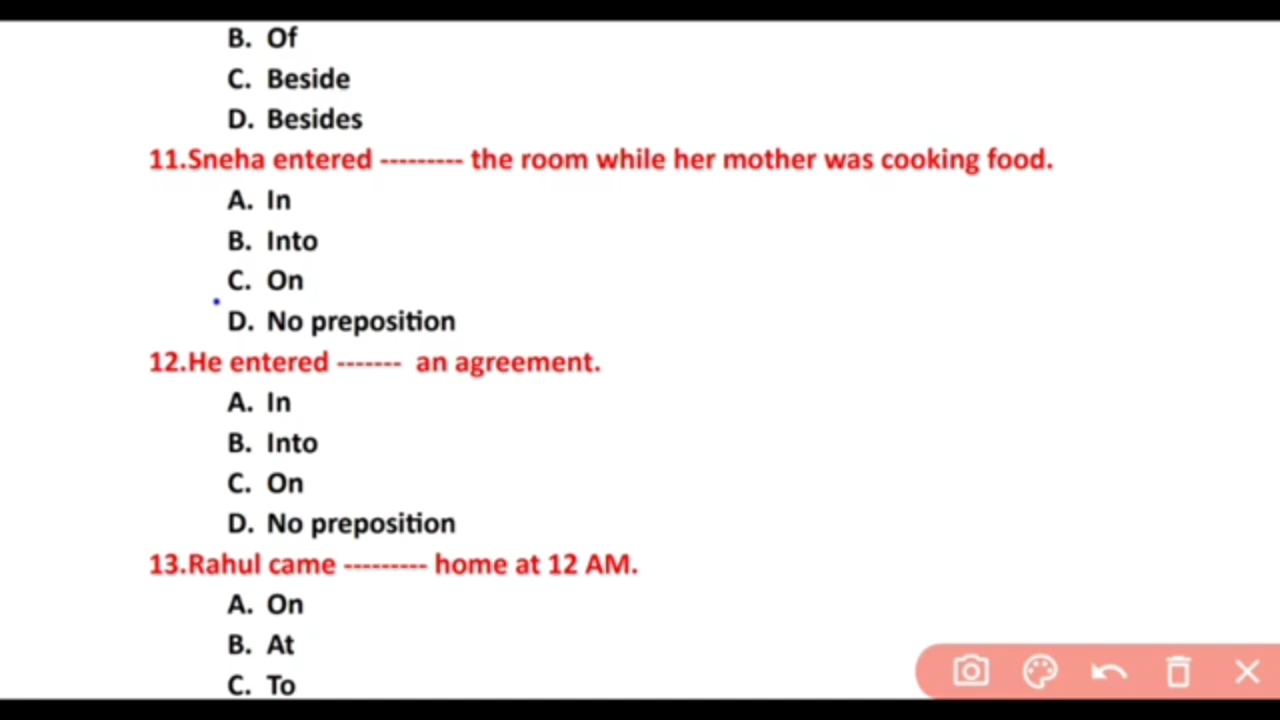 B. Of
C. Beside
D. Besides
11.Sneha entered --------- the room while her mother was cooking food.
A. In
B. Into
C. On
D. No preposition
12.He entered ------- an agreement.
A. In
B. Into
C. On
D. No preposition
13.Rahul came --------- home at 12 AM.
A. On
B. At
C. To